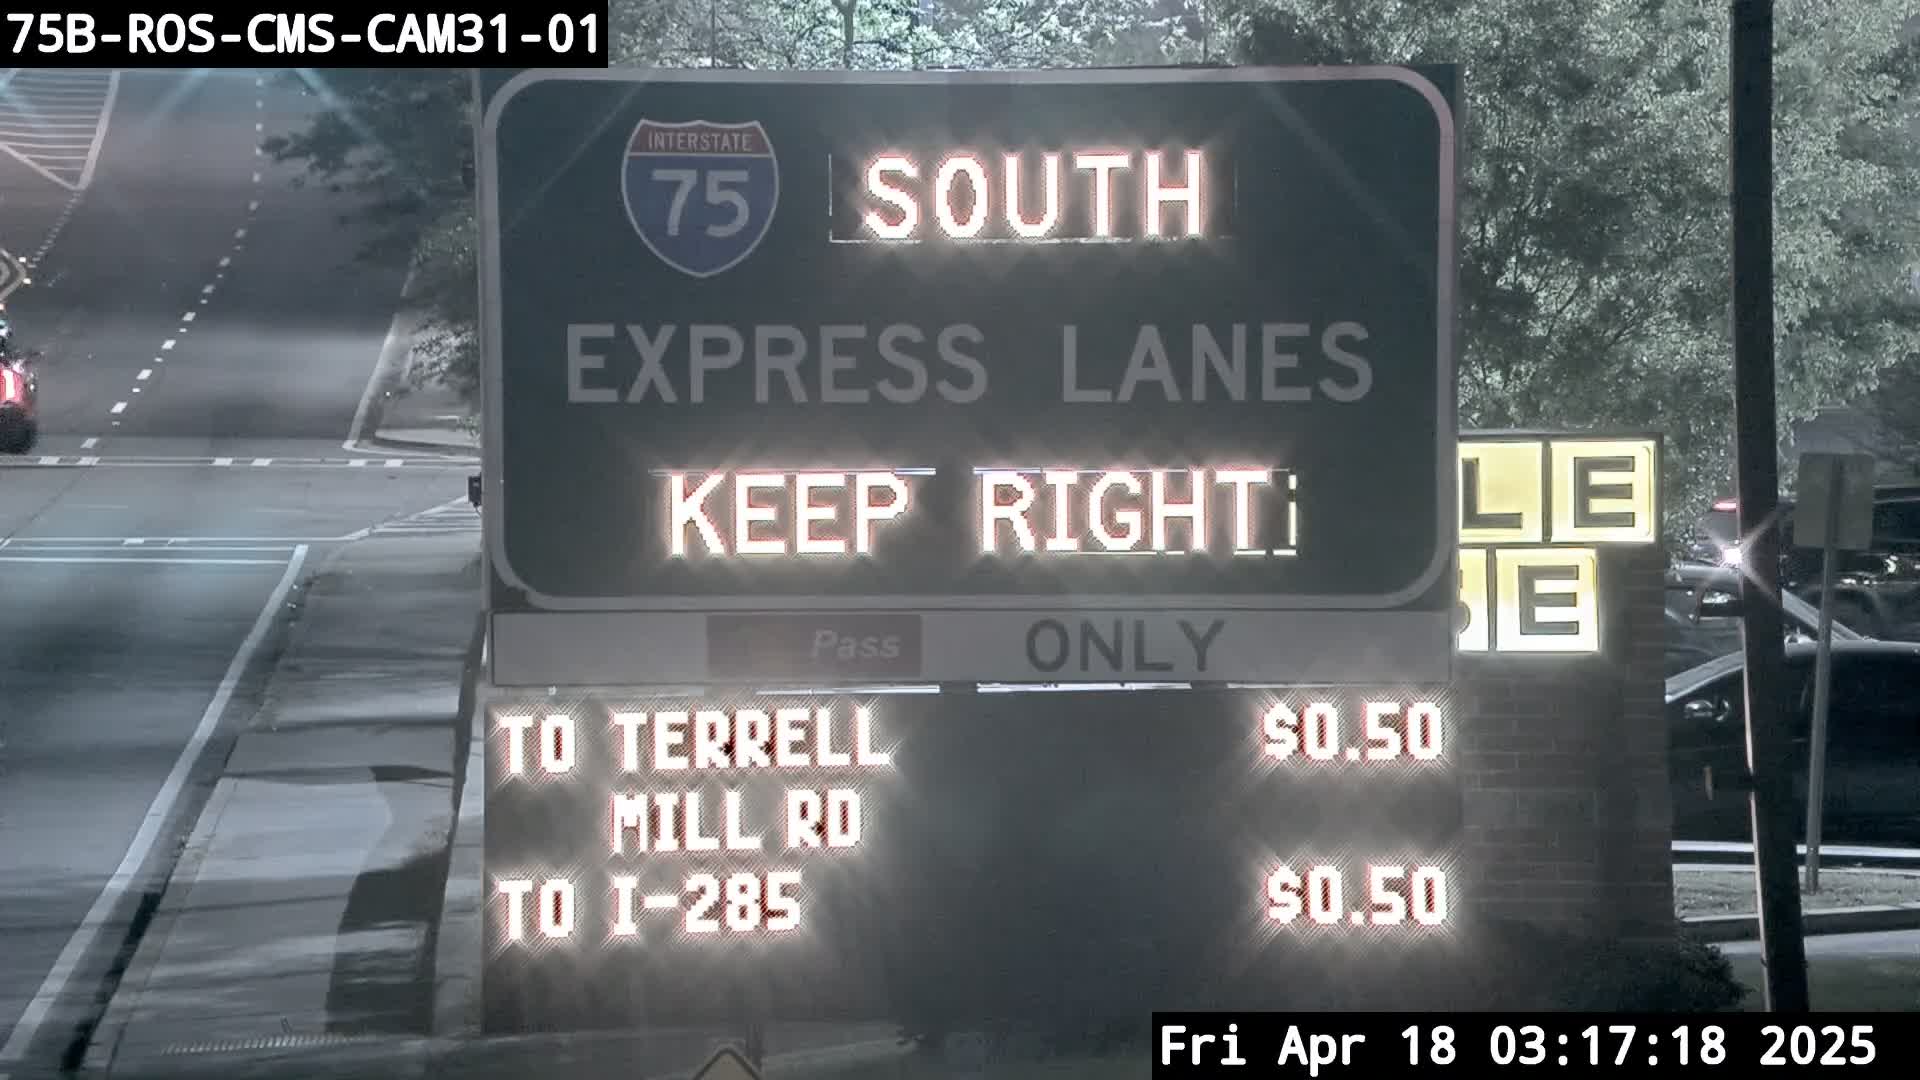 75B-ROS-CMS-CAM31-01
INTERSTATE
75
SOUTH
EXPRESS LANES
KEEP RIGHT
Pass ONLY
TO TERRELL $0.50
MILL RD
TO I-285 $0.50
LE
E
Fri Apr 18 03:17:18 2025